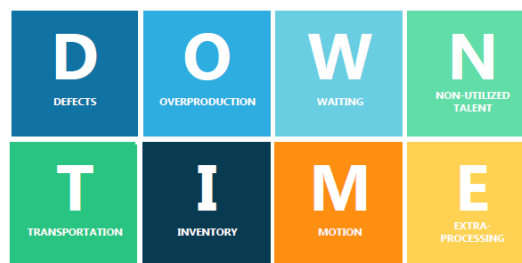 D O W N
DEFECTS OVERPRODUCTION WAITING NON-UTILIZED
TALENT
T I M E
TRANSPORTATION INVENTORY MOTION EXTRA-
PROCESSING